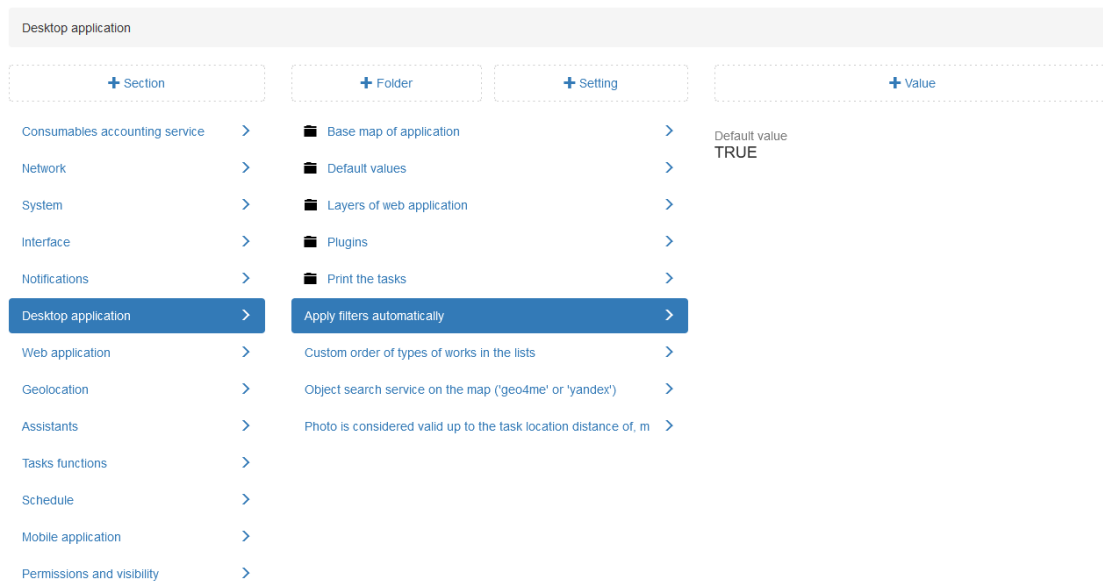 Desktop application
+ Section
+ Folder
+ Setting
+ Value
Consumables accounting service
Network
System
Interface
Notifications
Desktop application
Web application
Geolocation
Assistants
Tasks functions
Schedule
Mobile application
Permissions and visibility
Base map of application
Default values
Layers of web application
Plugins
Print the tasks
Apply filters automatically
Custom order of types of works in the lists
Object search service on the map ('geo4me' or 'yandex')
Photo is considered valid up to the task location distance of, m
Default value
TRUE